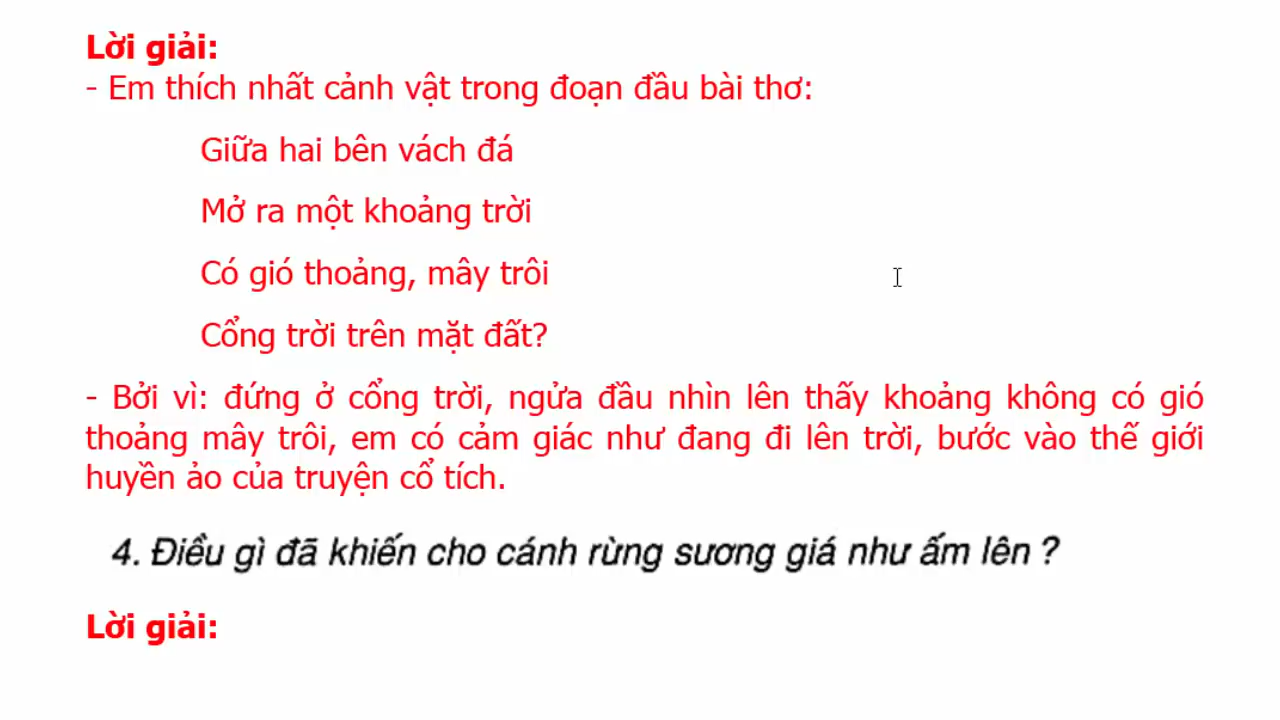 Lời giải:
- Em thích nhất cảnh vật trong đoạn đầu bài thơ:
Giữa hai bên vách đá
Mở ra một khoảng trời
Có gió thoảng, mây trôi
Cổng trời trên mặt đất?
- Bởi vì: đứng ở cổng trời, ngửa đầu nhìn lên thấy khoảng không có gió
thoảng mây trôi, em có cảm giác như đang đi lên trời, bước vào thế giới
huyền ảo của truyện cổ tích.
4. Điều gì đã khiến cho cánh rừng sương giá như ấm lên ?
Lời giải: